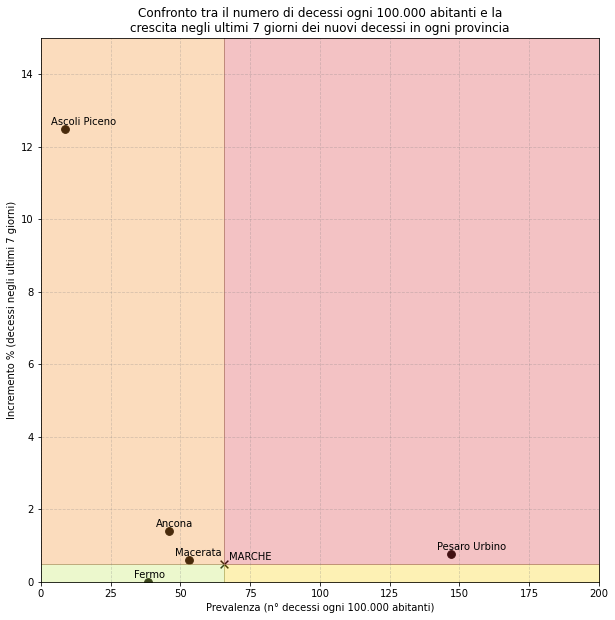 Confronto tra il numero di decessi ogni 100.000 abitanti e la
crescita negli ultimi 7 giorni dei nuovi decessi in ogni provincia
Incremento % (decessi negli ultimi 7 giorni)
14
12
10
8
6
4
2
0
Ascoli Piceno
Ancona
Macerata
MARCHE
Pesaro Urbino
Fermo
0 25 50 75 100 125 150 175 200
Prevalenza (n° decessi ogni 100.000 abitanti)